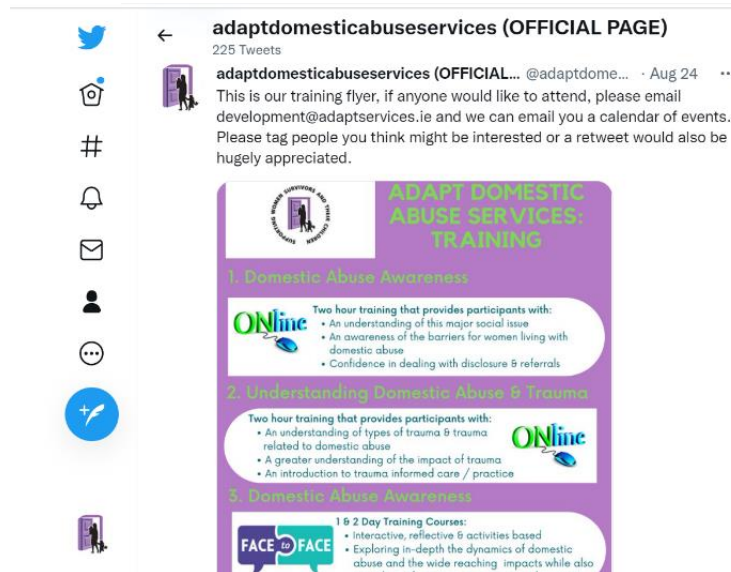 adaptdomesticabuseservices (OFFICIAL PAGE)
225 Tweets
adaptdomesticabuseservices (OFFICIAL... @adaptdome... · Aug 24
This is our training flyer, if anyone would like to attend, please email
development@adaptservices.ie and we can email you a calendar of events.
Please tag people you think might be interested or a retweet would also be
hugely appreciated.
SUPPORTING WOMEN SURVIVORS AND THEIR CHILDREN
ADAPT DOMESTIC
ABUSE SERVICES:
TRAINING
1. Domestic Abuse Awareness
ONline
Two hour training that provides participants with:
• An understanding of this major social issue
• An awareness of the barriers for women living with
domestic abuse
• Confidence in dealing with disclosure & referrals
2. Understanding Domestic Abuse & Trauma
Two hour training that provides participants with:
• An understanding of types of trauma & trauma
related to domestic abuse
• A greater understanding of the impact of trauma
• An introduction to trauma informed care / practice
ONline
3. Domestic Abuse Awareness
FACE to FACE
1 & 2 Day Training Courses:
• Interactive, reflective & activities based
• Exploring in-depth the dynamics of domestic
abuse and the wide reaching impacts while also